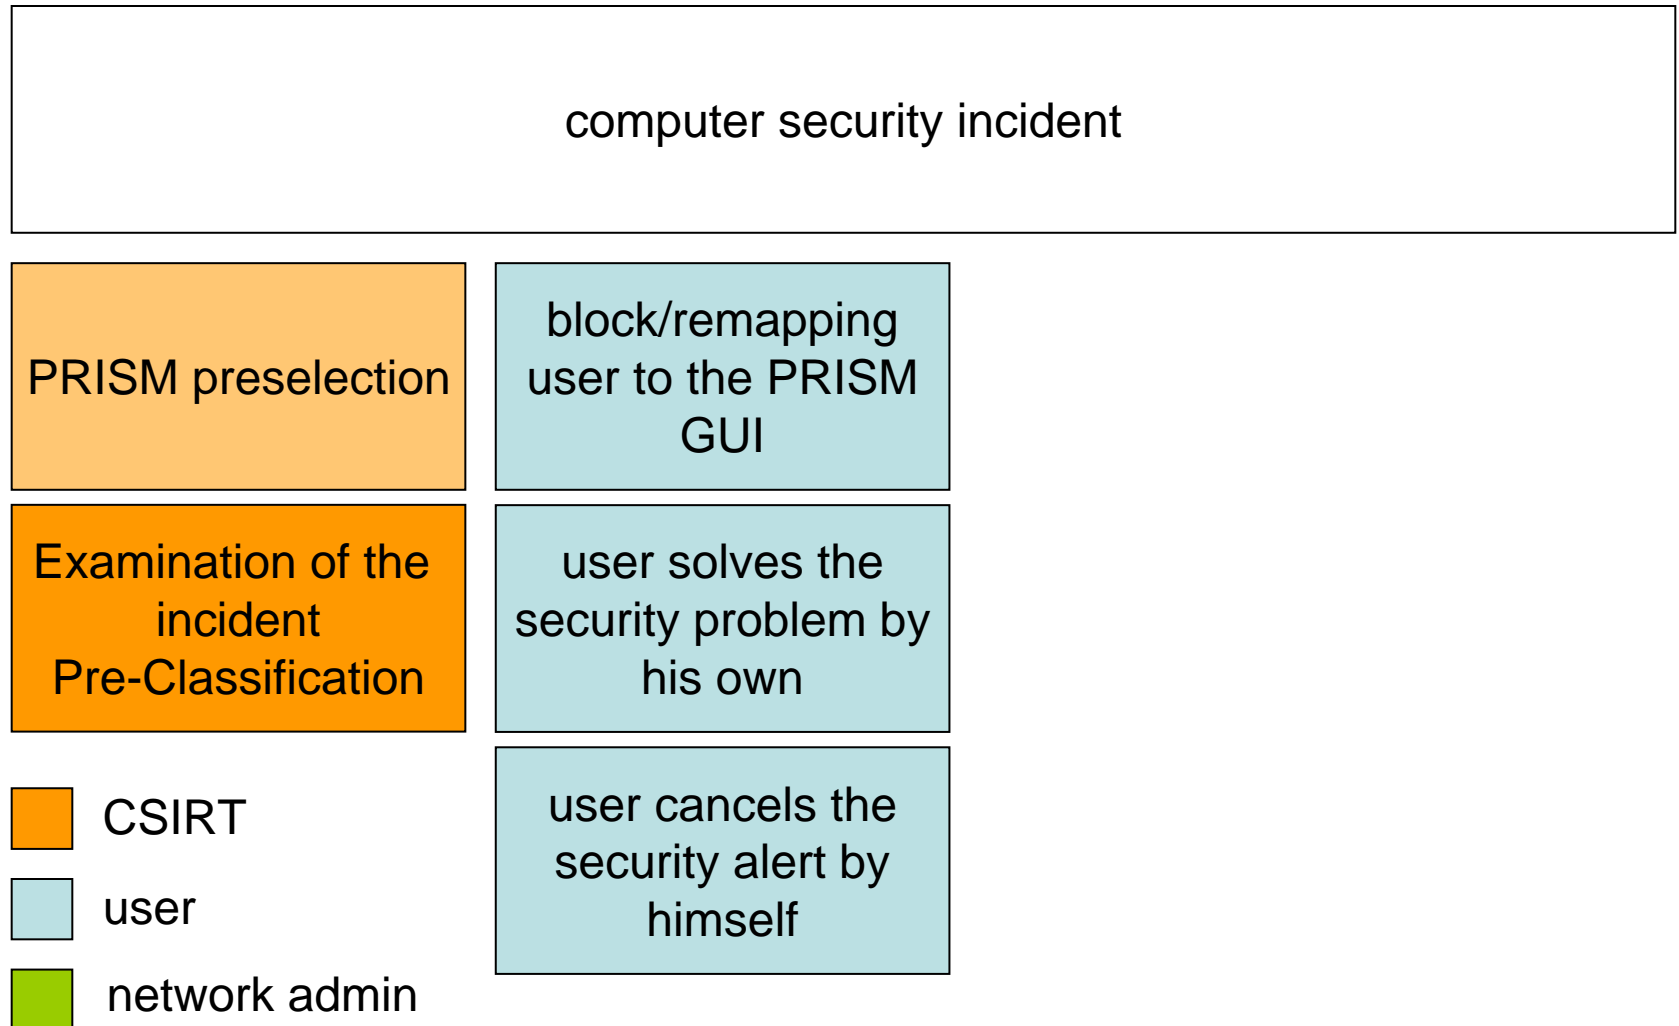 computer security incident
PRISM preselection
block/remapping
user to the PRISM
GUI
Examination of the
incident
Pre-Classification
user solves the
security problem by
his own
user cancels the
security alert by
himself
CSIRT
user
network admin